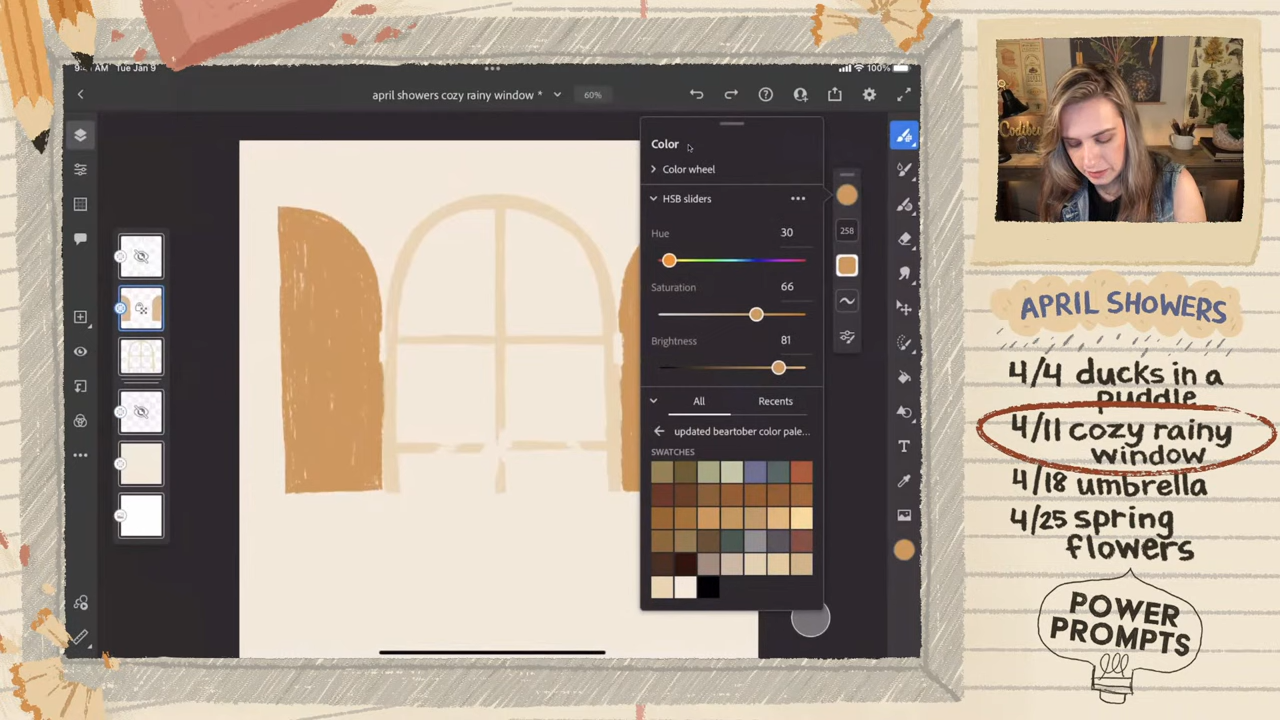 Tue Jan 9
100%
april showers cozy rainy window *
60%
Color
Color wheel
HSB sliders
Hue
30
Saturation
66
Brightness
81
All
Recents
updated beartober color pale...
SWATCHES
258
T
APRIL SHOWERS
4/4 ducks in a
puddle
4/11 cozy rainy
window
4/18 umbrella
4/25 spring
flowers
POWER
PROMPTS